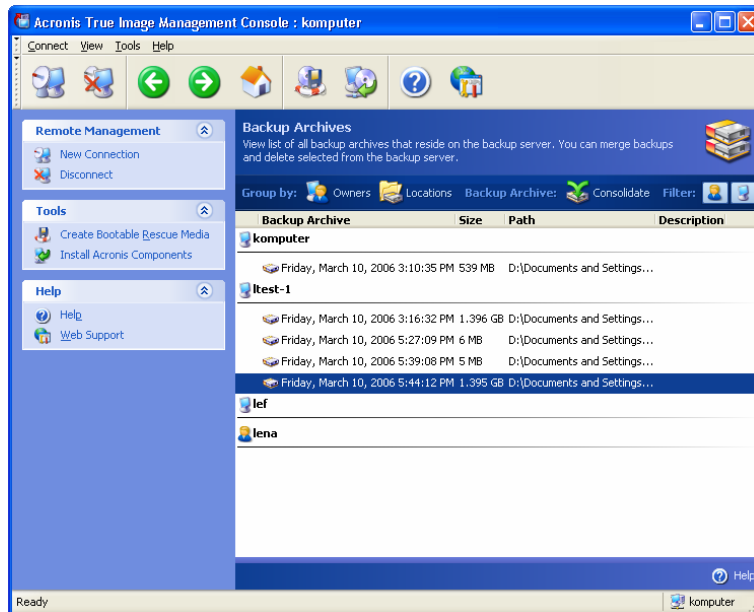 Acronis True Image Management Console : komputer
Connect View Tools Help
Remote Management
New Connection
Disconnect
Tools
Create Bootable Rescue Media
Install Acronis Components
Help
Help
Web Support
Backup Archives
View list of all backup archives that reside on the backup server. You can merge backups
and delete selected from the backup server.
Group by: Owners Locations Backup Archive: Consolidate Filter:
Backup Archive Size Path Description
komputer
Friday, March 10, 2006 3:10:35 PM 539 MB D:\Documents and Settings...
ltest-1
Friday, March 10, 2006 3:16:32 PM 1.396 GB D:\Documents and Settings...
Friday, March 10, 2006 5:27:09 PM 6 MB D:\Documents and Settings...
Friday, March 10, 2006 5:39:08 PM 5 MB D:\Documents and Settings...
Friday, March 10, 2006 5:44:12 PM 1.395 GB D:\Documents and Settings...
lef
lena
Help
Ready komputer